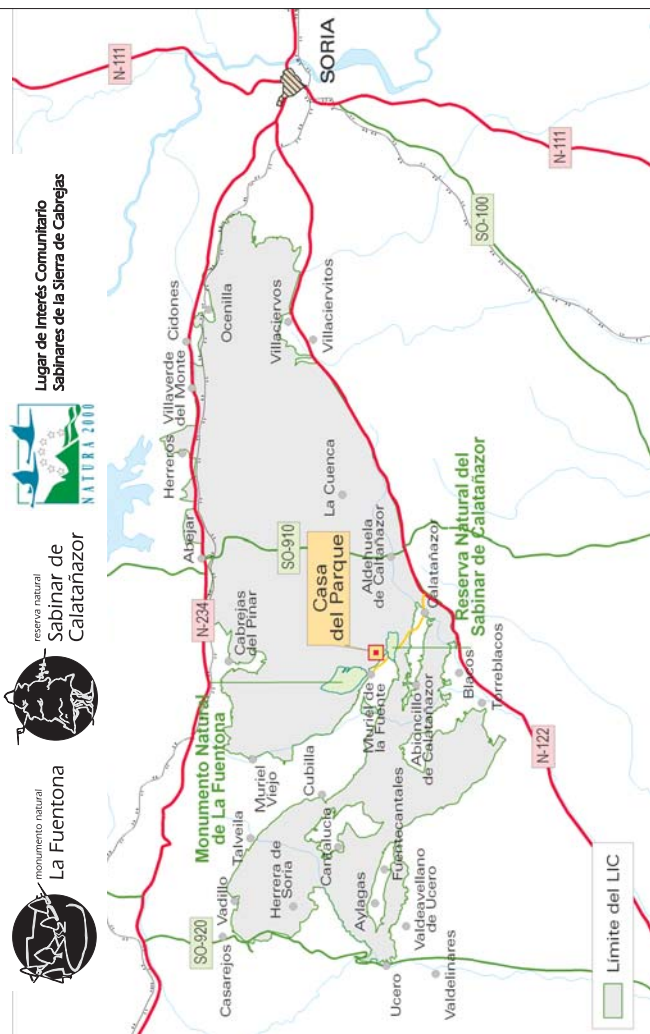 monumento natural
La Fuentona
reserva natural
Sabinar de
Calatañazor
NATURA 2000
Lugar de Interés Comunitario
Sabinares de la Sierra de Cabrejas
N-111
SORIA
N-111
SO-100
Cidones
Ocenilla
Villaverde
del Monte
Herreros
Abejar
Villaciervos
Villaciervitos
La Cuenca
SO-910
N-234
Cabrejas
del Pinar
Casa
del Parque
Aldehuela
de Caltañazor
Calatañazor
Reserva Natural del
Sabinar de Calatañazor
Monumento Natural
de La Fuentona
Muriel de
la Fuente
Abioncillo
de Calatañazor
Blacos
Torreblacos
N-122
Muriel
Viejo
Cubilla
Talveila
Cantalucia
Fuentecantales
Herrera de
Soria
Aylagas
Valdeavellano
de Ucero
Vadillo
Casarejos
SO-920
Ucero
Valdelinares
Límite del LIC